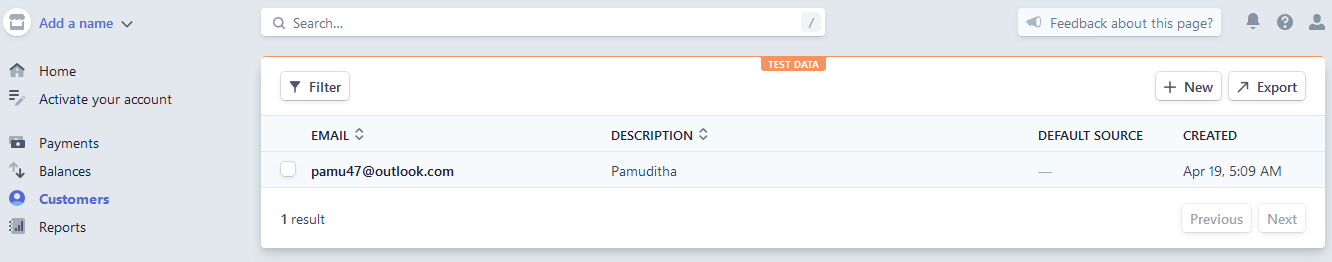 Add a name
Search...
/
Feedback about this page?
Home
Activate your account
Payments
Balances
Customers
Reports
TEST DATA
Filter
New
Export
EMAIL DESCRIPTION DEFAULT SOURCE CREATED
pamu47@outlook.com Pamuditha — Apr 19, 5:09 AM
1 result
Previous
Next